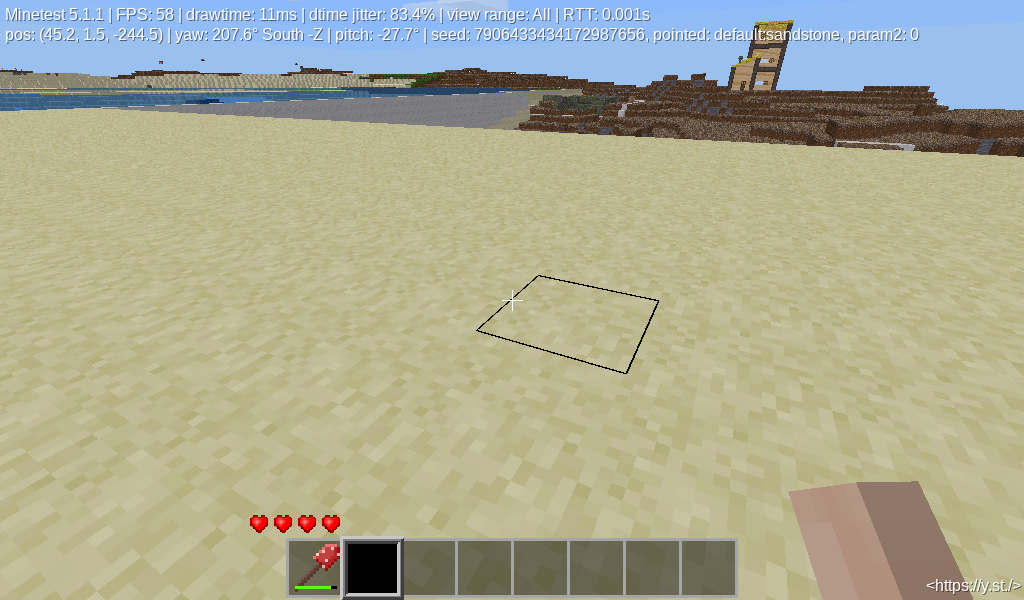 Minetest 5.1.1 | FPS: 58 | drawtime: 11ms | dtime jitter: 83.4% | view range: All | RTT: 0.001s
pos: (45.2, 1.5, -244.5) | yaw: 207.6° South -Z | pitch: -27.7° | seed: 7906433434172987656, pointed: default:sandstone, param2: 0
<https://y.st./>